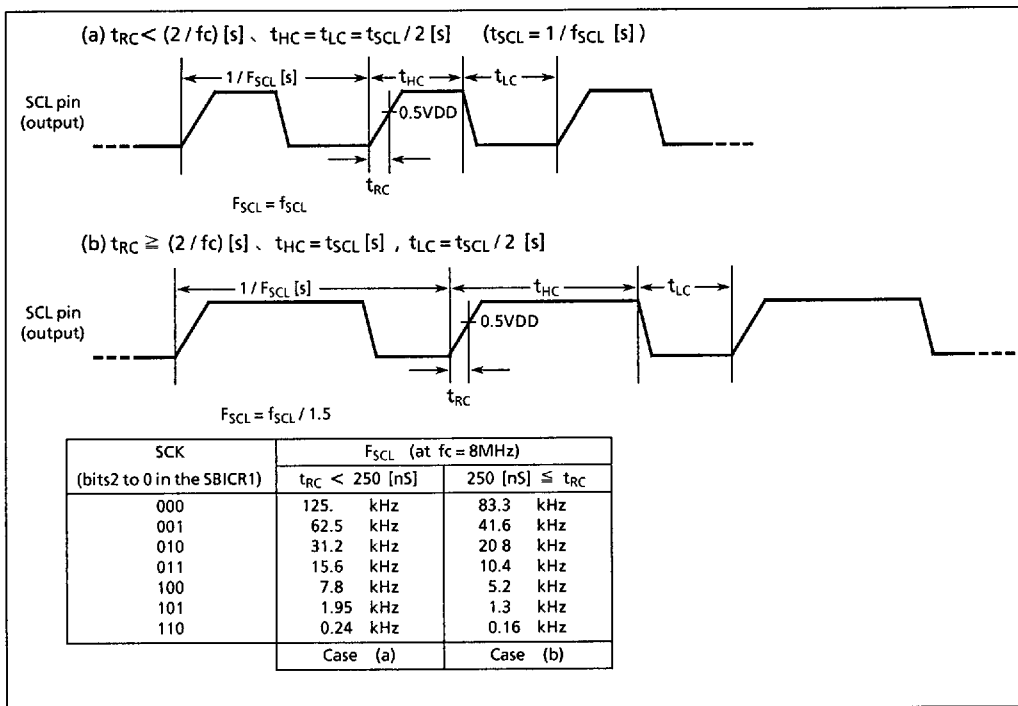 (a) tRC < (2 / fc) [s] 、 tHC = tLC = tSCL / 2 [s] (tSCL = 1 / fSCL [s] )
1 / FSCL [s]
tHC
tLC
SCL pin
(output)
0.5VDD
tRC
FSCL = fSCL
(b) tRC ≧ (2 / fc) [s] 、 tHC = tSCL [s] , tLC = tSCL / 2 [s]
1 / FSCL [s]
tHC
tLC
SCL pin
(output)
0.5VDD
tRC
FSCL = fSCL / 1.5
SCK FSCL (at fc = 8MHz)
(bits2 to 0 in the SBICR1) tRC < 250 [nS] 250 [nS] ≦ tRC
000 125. kHz 83.3 kHz
001 62.5 kHz 41.6 kHz
010 31.2 kHz 20 8 kHz
011 15.6 kHz 10.4 kHz
100 7.8 kHz 5.2 kHz
101 1.95 kHz 1.3 kHz
110 0.24 kHz 0.16 kHz
Case (a) Case (b)